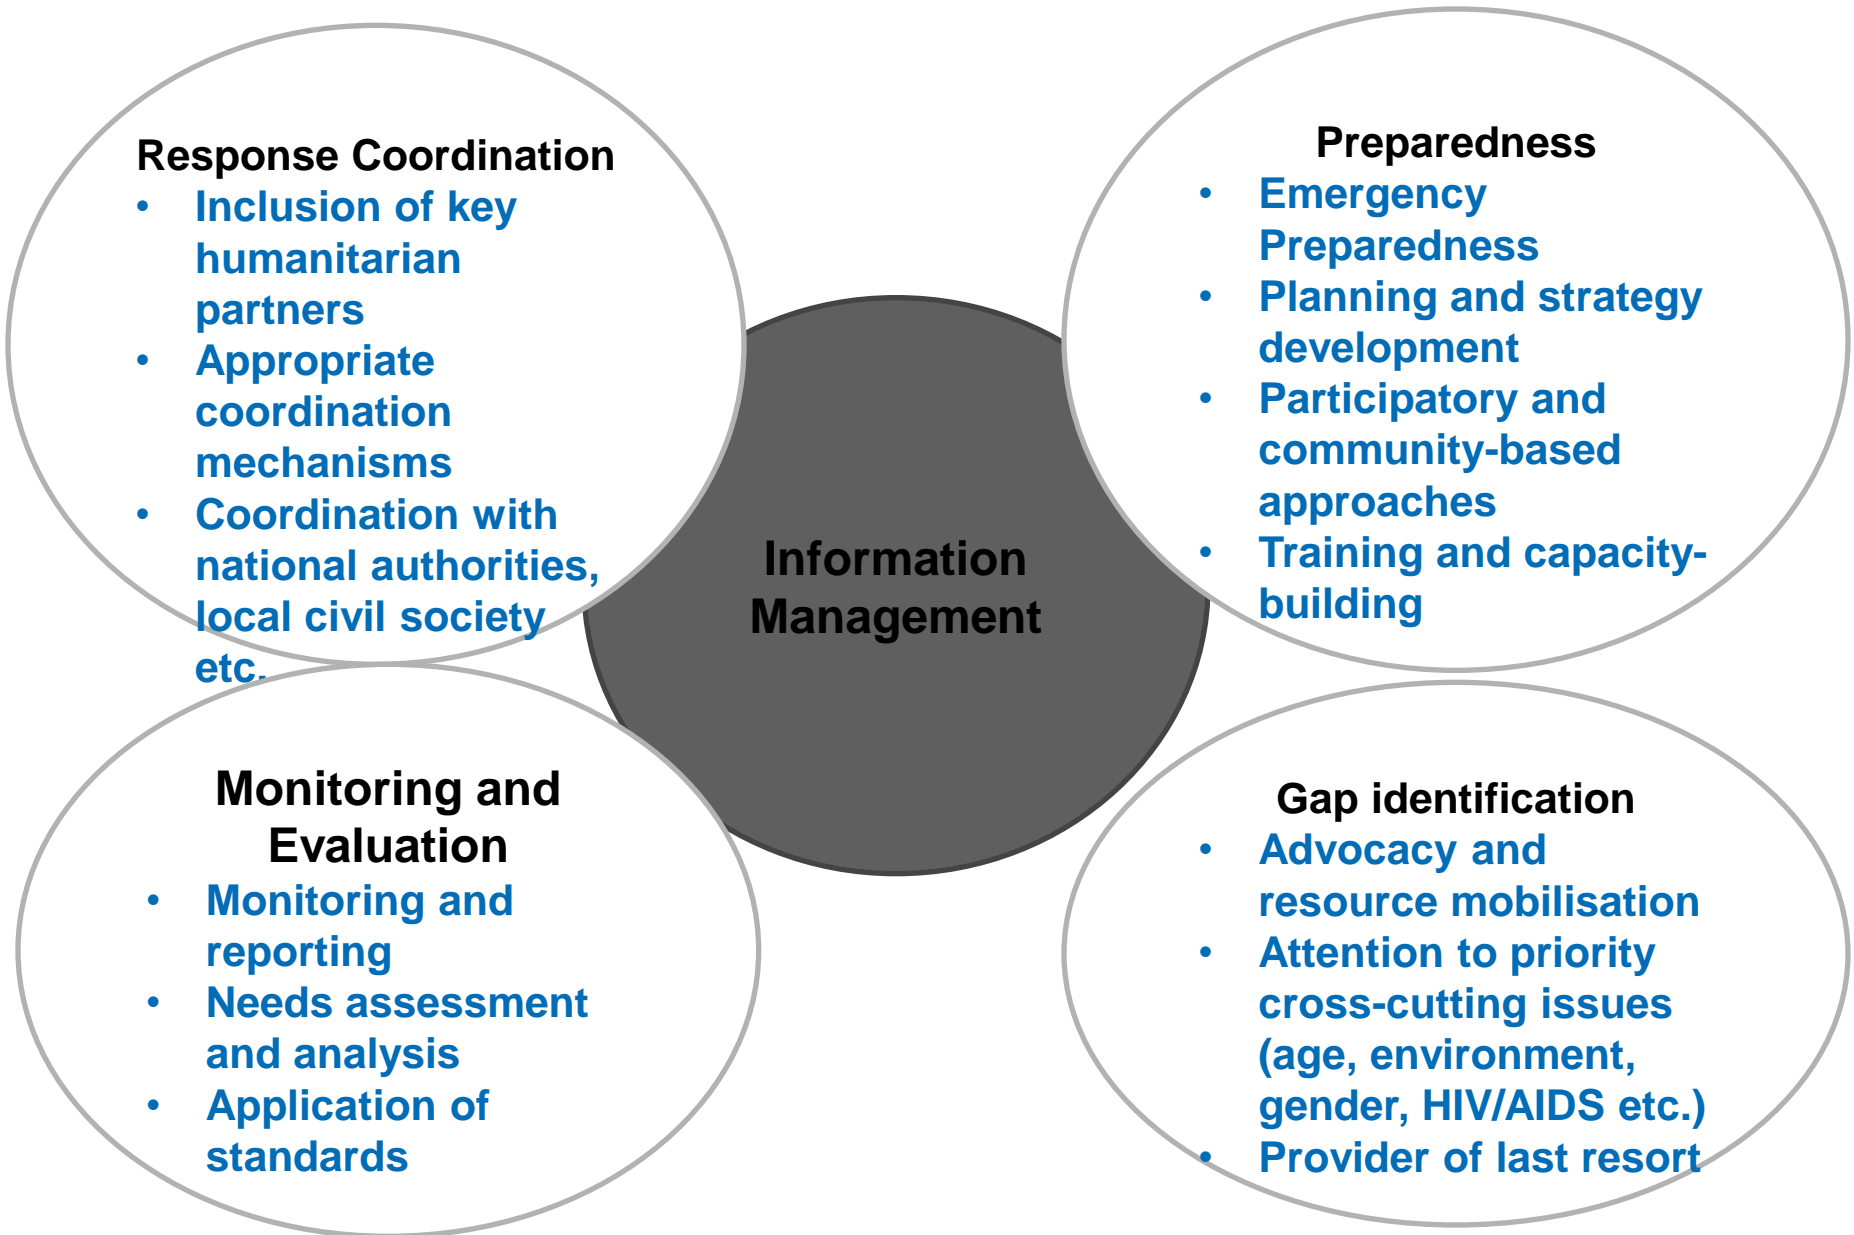 Response Coordination
• Inclusion of key
humanitarian
partners
• Appropriate
coordination
mechanisms
• Coordination with
national authorities,
local civil society
etc.
Preparedness
• Emergency
Preparedness
• Planning and strategy
development
• Participatory and
community-based
approaches
• Training and capacity-
building
Information
Management
Monitoring and
Evaluation
• Monitoring and
reporting
• Needs assessment
and analysis
• Application of
standards
Gap identification
• Advocacy and
resource mobilisation
• Attention to priority
cross-cutting issues
(age, environment,
gender, HIV/AIDS etc.)
• Provider of last resort